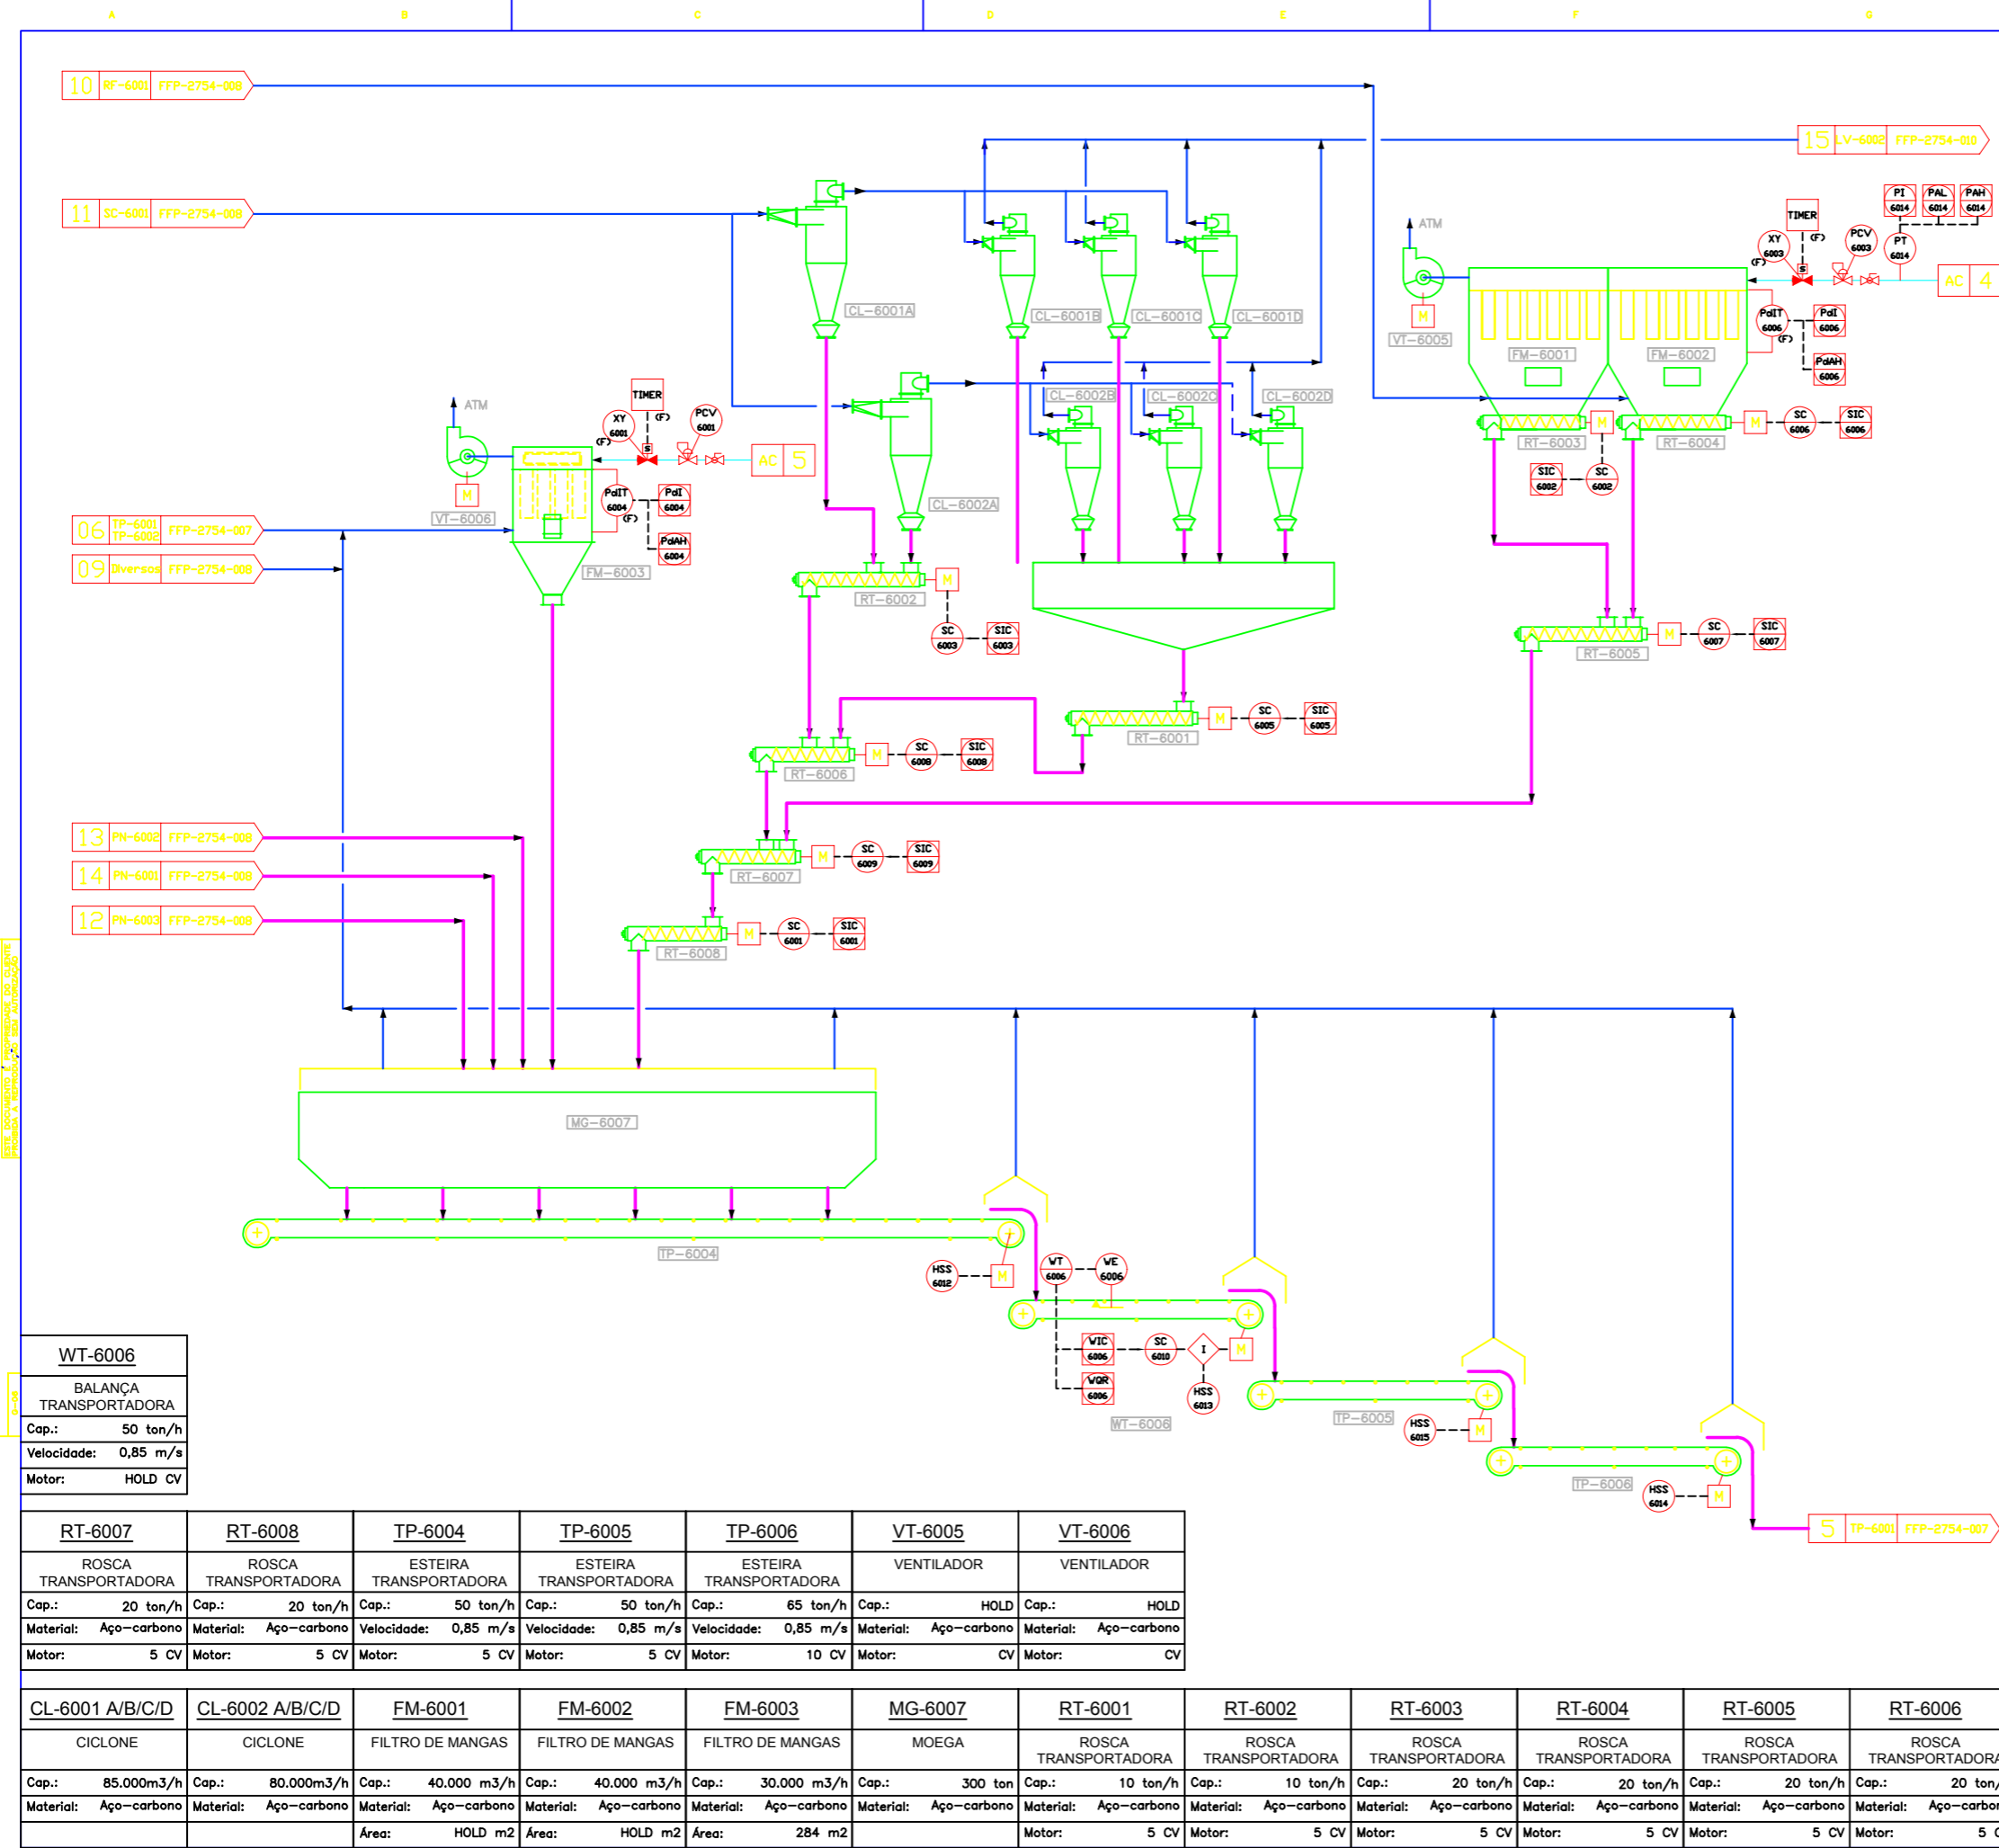 A B C D E F G
10 RF-6001 FFP-2754-008
15 LV-6002 FFP-2754-010
11 SC-6001 FFP-2754-008
PI 6014
PAL 6014
PAH 6014
TIMER
(F)
XY 6003
(F)
S
PCV 6003
PT 6014
AC 4
ATM
M
VT-6005
FM-6001
FM-6002
PdIT 6006
(F)
PdI 6006
PdAH 6006
CL-6001A
CL-6001B
CL-6001C
CL-6001D
CL-6002B
CL-6002C
CL-6002D
CL-6002A
ATM
M
VT-6006
TIMER
(F)
XY 6001
(F)
S
PCV 6001
AC 5
PdIT 6004
(F)
PdI 6004
PdAH 6004
FM-6003
06 TP-6001 TP-6002 FFP-2754-007
09 Diversos FFP-2754-008
RT-6003
M
RT-6004
M
SC 6006
SIC 6006
SIC 6002
SC 6002
RT-6002
M
SC 6003
SIC 6003
RT-6005
M
SC 6007
SIC 6007
RT-6001
M
SC 6005
SIC 6005
RT-6006
M
SC 6008
SIC 6008
13 PN-6002 FFP-2754-008
14 PN-6001 FFP-2754-008
12 PN-6003 FFP-2754-008
RT-6007
M
SC 6009
SIC 6009
RT-6008
M
SC 6001
SIC 6001
ESTE DOCUMENTO É PROPRIEDADE DO CLIENTE
PROIBIDA A REPRODUÇÃO SEM AUTORIZAÇÃO
MG-6007
TP-6004
HSS 6012
M
WT 6006
WE 6006
WIC 6006
SC 6010
I
M
WQR 6006
HSS 6013
WT-6006
TP-6005
HSS 6015
M
TP-6006
HSS 6014
M
5 TP-6001 FFP-2754-007
WT-6006
BALANÇA
TRANSPORTADORA
Cap.: 50 ton/h
Velocidade: 0,85 m/s
Motor: HOLD CV
RT-6007 RT-6008 TP-6004 TP-6005 TP-6006 VT-6005 VT-6006
ROSCA ROSCA ESTEIRA ESTEIRA ESTEIRA VENTILADOR VENTILADOR
TRANSPORTADORA TRANSPORTADORA TRANSPORTADORA TRANSPORTADORA TRANSPORTADORA
Cap.: 20 ton/h Cap.: 20 ton/h Cap.: 50 ton/h Cap.: 50 ton/h Cap.: 65 ton/h Cap.: HOLD Cap.: HOLD
Material: Aço-carbono Material: Aço-carbono Velocidade: 0,85 m/s Velocidade: 0,85 m/s Velocidade: 0,85 m/s Material: Aço-carbono Material: Aço-carbono
Motor: 5 CV Motor: 5 CV Motor: 5 CV Motor: 5 CV Motor: 10 CV Motor: CV Motor: CV
CL-6001 A/B/C/D CL-6002 A/B/C/D FM-6001 FM-6002 FM-6003 MG-6007 RT-6001 RT-6002 RT-6003 RT-6004 RT-6005 RT-6006
CICLONE CICLONE FILTRO DE MANGAS FILTRO DE MANGAS FILTRO DE MANGAS MOEGA ROSCA ROSCA ROSCA ROSCA ROSCA ROSCA
TRANSPORTADORA TRANSPORTADORA TRANSPORTADORA TRANSPORTADORA TRANSPORTADORA TRANSPORTADORA
Cap.: 85.000m3/h Cap.: 80.000m3/h Cap.: 40.000 m3/h Cap.: 40.000 m3/h Cap.: 30.000 m3/h Cap.: 300 ton Cap.: 10 ton/h Cap.: 10 ton/h Cap.: 20 ton/h Cap.: 20 ton/h Cap.: 20 ton/h Cap.: 20 ton/
Material: Aço-carbono Material: Aço-carbono Material: Aço-carbono Material: Aço-carbono Material: Aço-carbono Material: Aço-carbono Material: Aço-carbono Material: Aço-carbono Material: Aço-carbono Material: Aço-carbono Material: Aço-carbono Material: Aço-carbon
Área: HOLD m2 Área: HOLD m2 Área: 284 m2 Motor: 5 CV Motor: 5 CV Motor: 5 CV Motor: 5 CV Motor: 5 CV Motor: 5 C